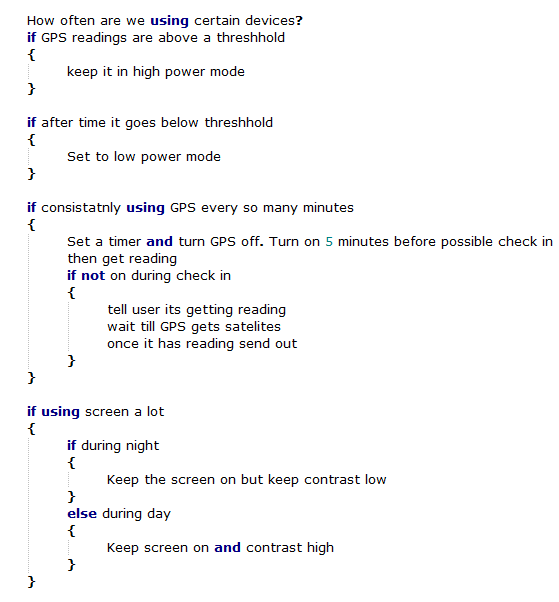 How often are we using certain devices?
if GPS readings are above a threshhold
{
keep it in high power mode
}
if after time it goes below threshhold
{
Set to low power mode
}
if consistatnly using GPS every so many minutes
{
Set a timer and turn GPS off. Turn on 5 minutes before possible check in
then get reading
if not on during check in
{
tell user its getting reading
wait till GPS gets satelites
once it has reading send out
}
}
if using screen a lot
{
if during night
{
Keep the screen on but keep contrast low
}
else during day
{
Keep screen on and contrast high
}
}